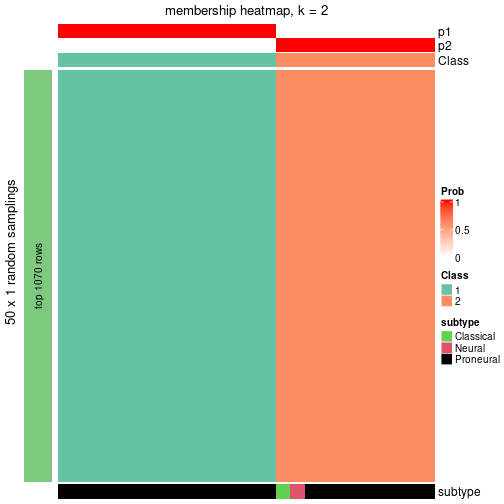 membership heatmap, k = 2
p1
p2
Class
50 x 1 random samplings
top 1070 rows
Prob
1
0.5
0
Class
1
2
subtype
Classical
Neural
Proneural
subtype